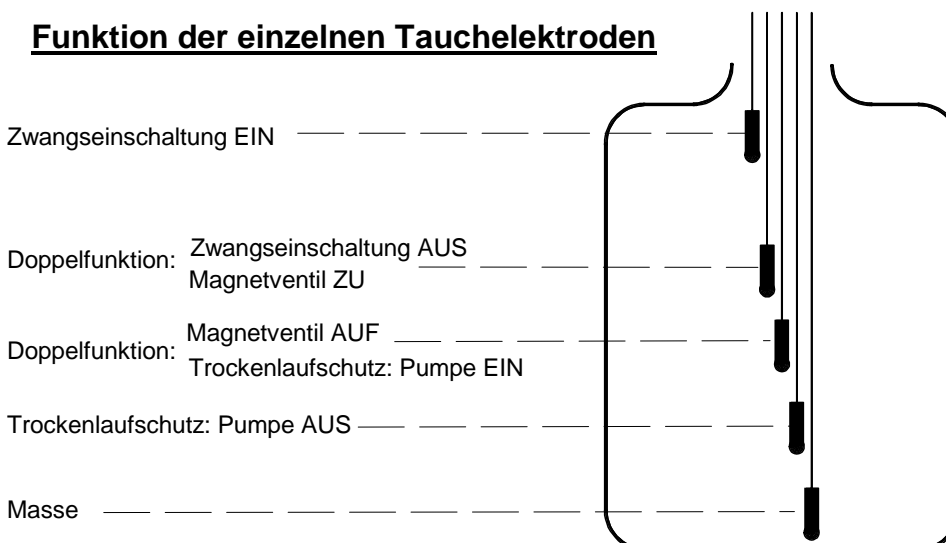 Funktion der einzelnen Tauchelektroden
Zwangseinschaltung EIN
Doppelfunktion: Zwangseinschaltung AUS
Magnetventil ZU
Doppelfunktion: Magnetventil AUF
Trockenlaufschutz: Pumpe EIN
Trockenlaufschutz: Pumpe AUS
Masse